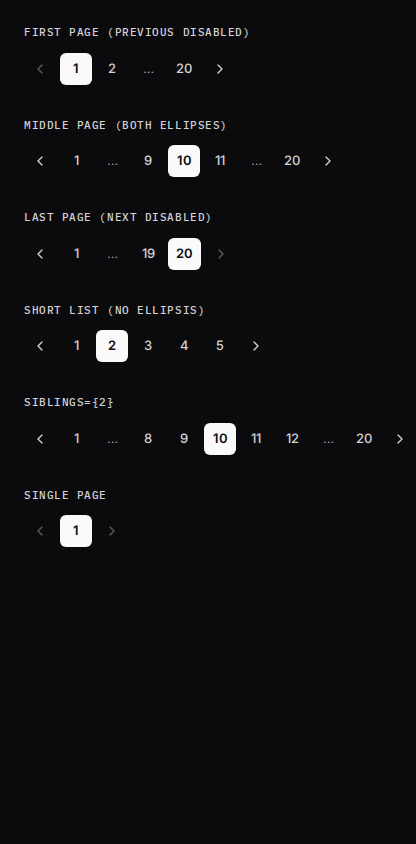 FIRST PAGE (PREVIOUS DISABLED)
1 2 … 20
MIDDLE PAGE (BOTH ELLIPSES)
1 … 9 10 11 … 20
LAST PAGE (NEXT DISABLED)
1 … 19 20
SHORT LIST (NO ELLIPSIS)
1 2 3 4 5
SIBLINGS={2}
1 … 8 9 10 11 12 … 20
SINGLE PAGE
1